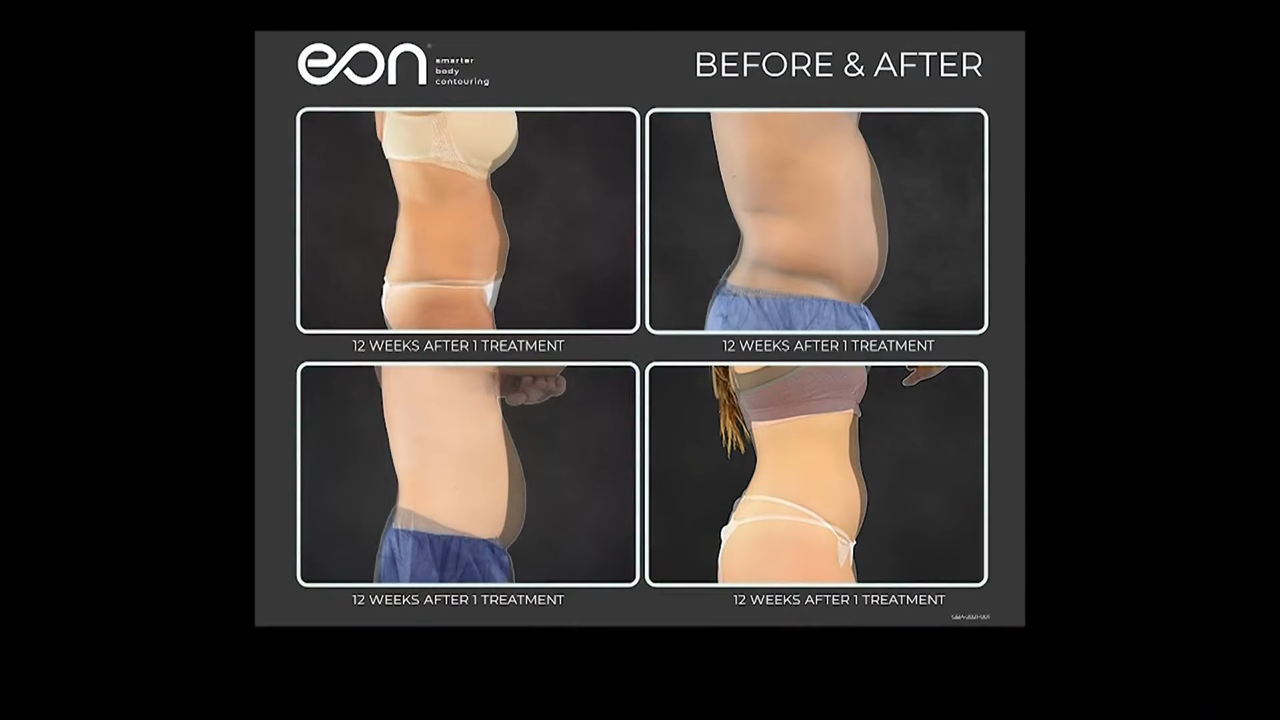 eon
smarter
body
contouring
BEFORE & AFTER
12 WEEKS AFTER 1 TREATMENT
12 WEEKS AFTER 1 TREATMENT
12 WEEKS AFTER 1 TREATMENT
12 WEEKS AFTER 1 TREATMENT